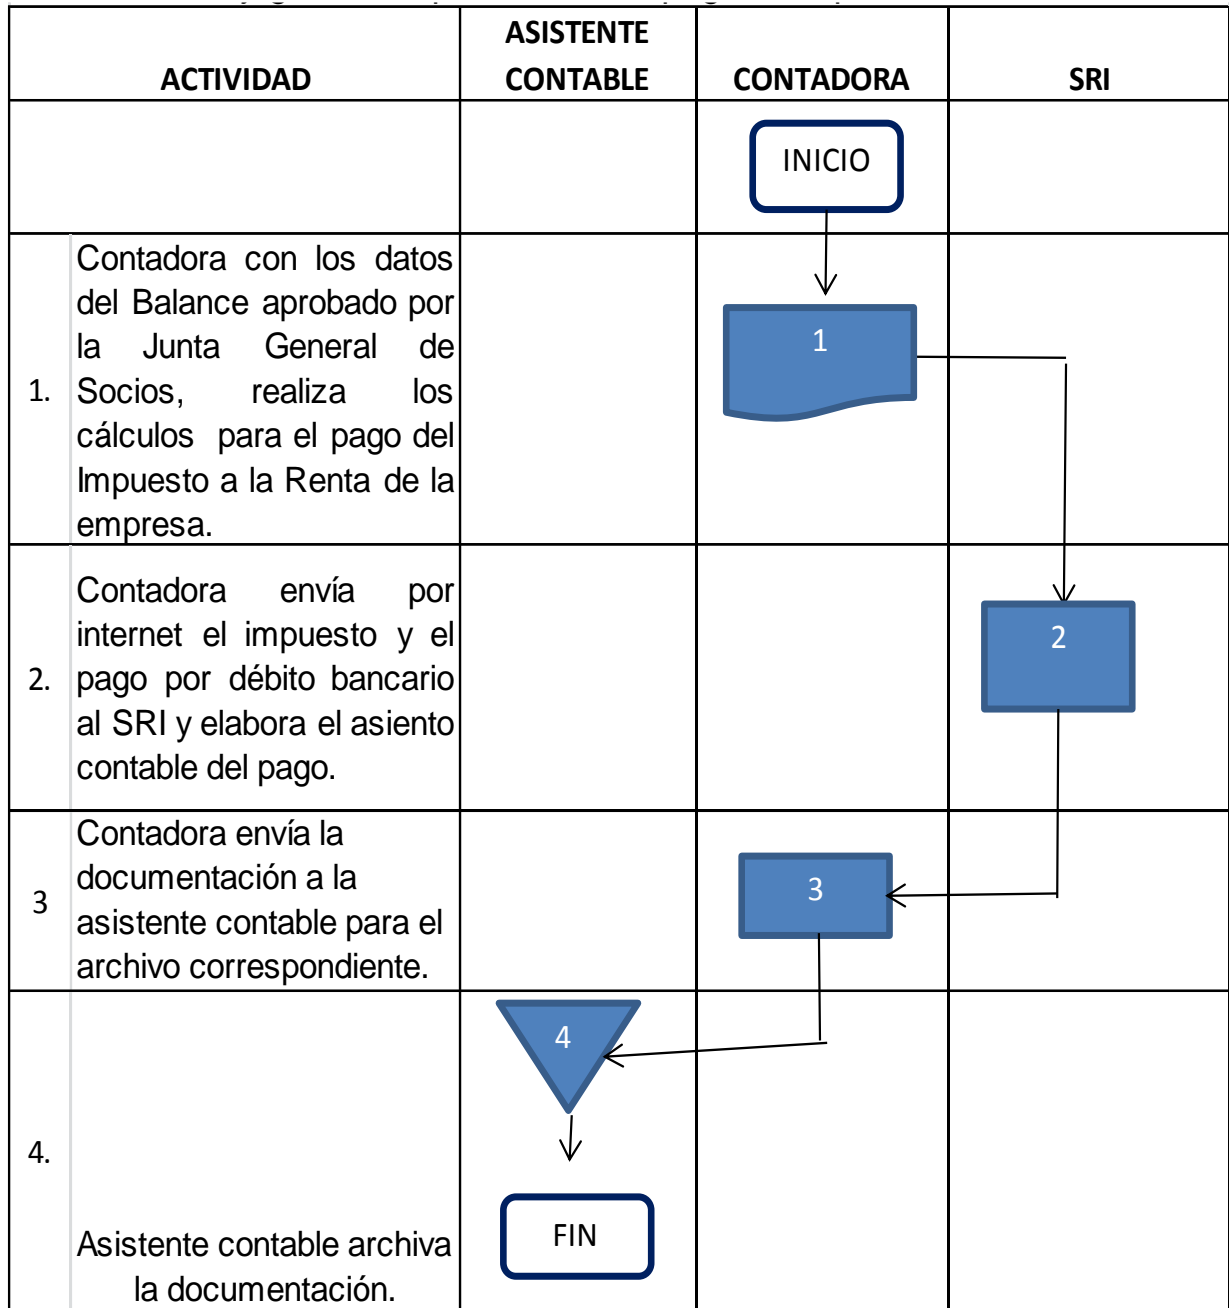 ACTIVIDAD
ASISTENTE
CONTABLE
CONTADORA
SRI
INICIO
1.
Contadora con los datos
del Balance aprobado por
la Junta General de
Socios, realiza los
cálculos para el pago del
Impuesto a la Renta de la
empresa.
1
2.
Contadora envía por
internet el impuesto y el
pago por débito bancario
al SRI y elabora el asiento
contable del pago.
2
3
Contadora envía la
documentación a la
asistente contable para el
archivo correspondiente.
3
4.
Asistente contable archiva
la documentación.
4
FIN